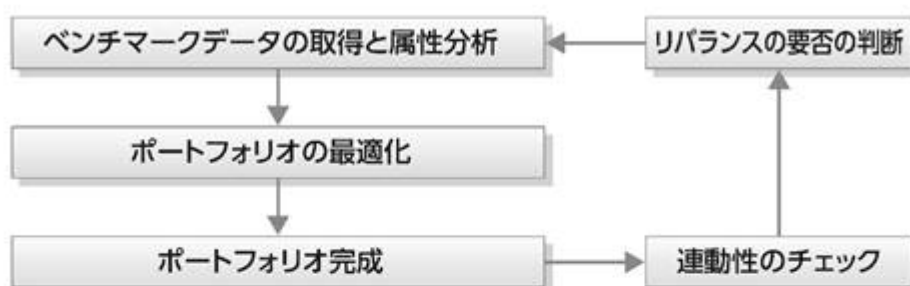 ベンチマークデータの取得と属性分析
リバランスの要否の判断
ポートフォリオの最適化
ポートフォリオ完成
連動性のチェック